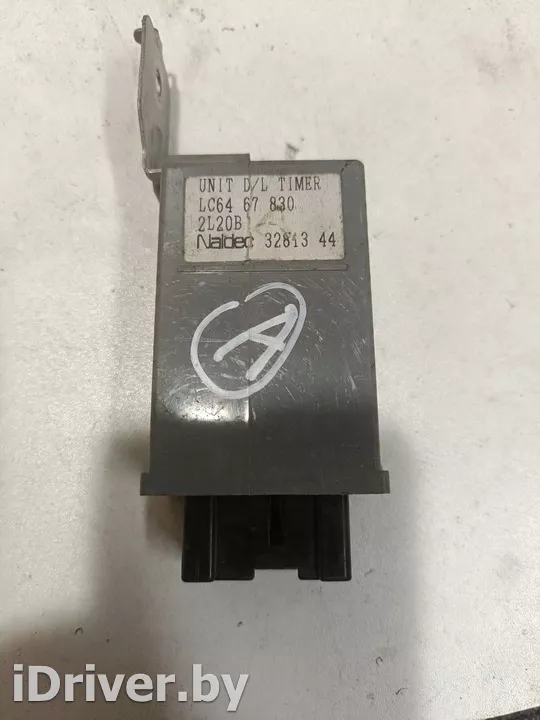 UNIT D/L TIMER
LC64 67 830
2L20B
Naldec 32813 44
A
iDriver.by